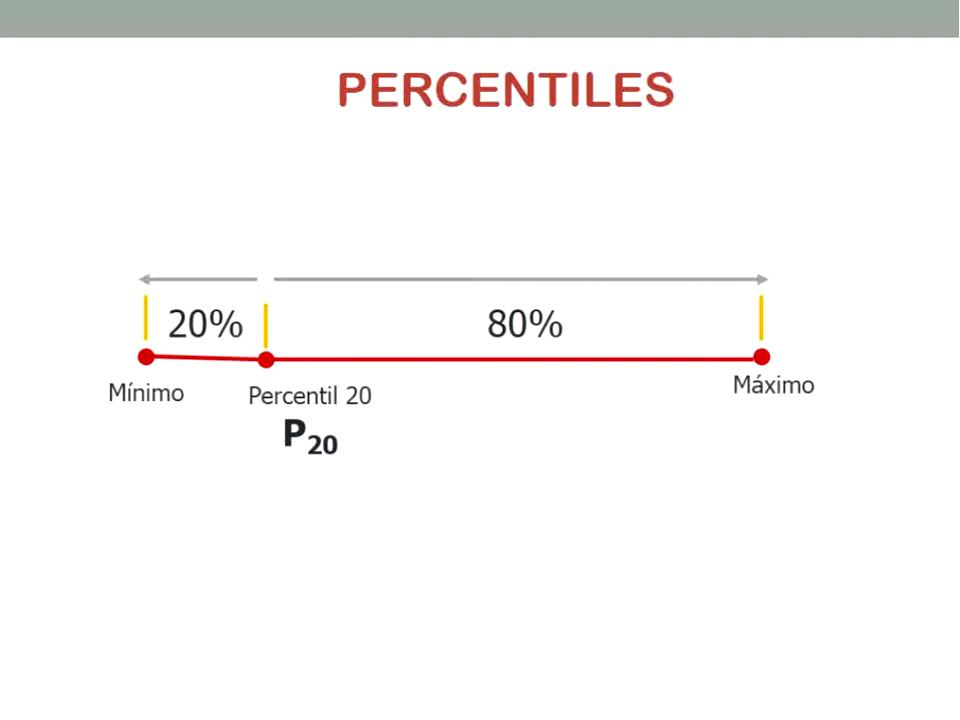 PERCENTILES
20%
80%
Mínimo
Percentil 20
Máximo
P20